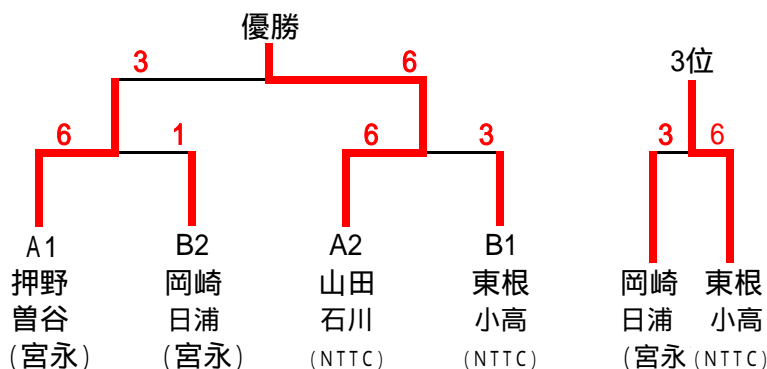 優勝
3 6 3位
6 1 6 3 3 6
A1 B2 A2 B1
押野 岡崎 山田 東根 岡崎 東根
曽谷 日浦 石川 小高 日浦 小高
(宮永) (宮永) (NTTC) (NTTC) (宮永 (NTTC)